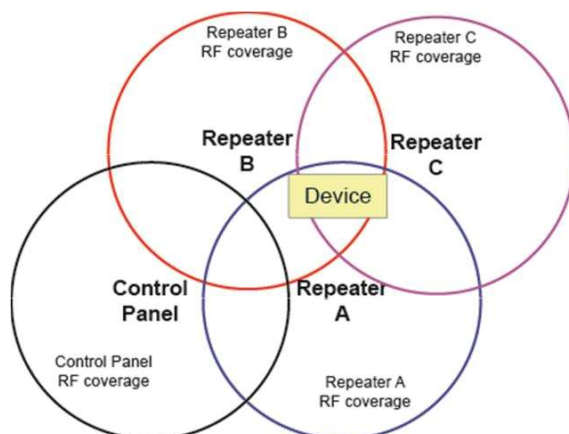 Repeater B
RF coverage
Repeater C
RF coverage
Repeater
B
Repeater
C
Device
Control
Panel
Repeater
A
Control Panel
RF coverage
Repeater A
RF coverage